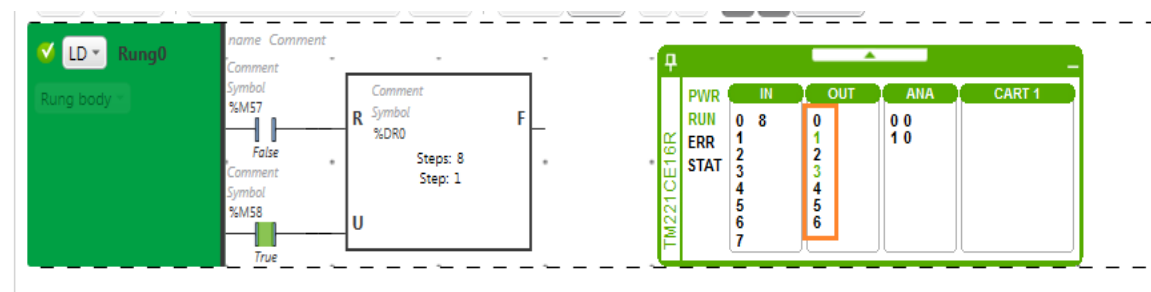 LD Rung0
Rung body
name Comment
Comment
Symbol
%M57
False
Comment
Symbol
%M58
True
Comment
R Symbol F
%DR0
Steps: 8
Step: 1
U
TM221CE16R
PWR
RUN
ERR
STAT
IN OUT ANA CART 1
0 8 0 0 0
1 1 1 0
2 2
3 3
4 4
5 5
6 6
7